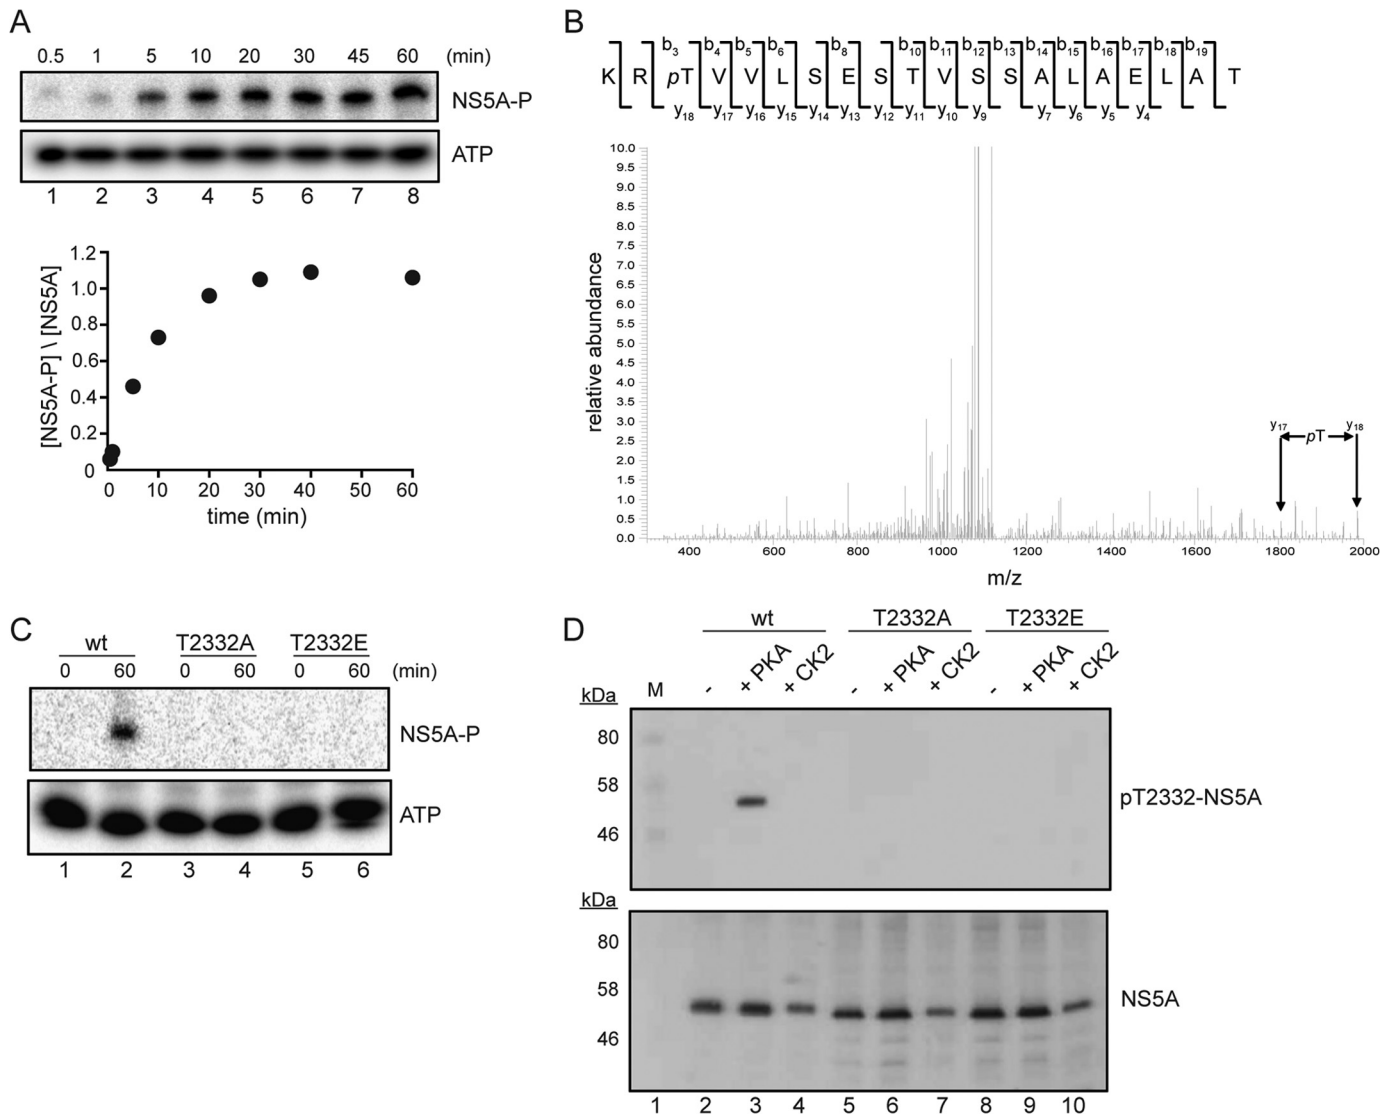 A
0.5 1 5 10 20 30 45 60 (min)
NS5A-P
ATP
1 2 3 4 5 6 7 8
[NS5A-P] \ [NS5A]
1.2
1.0
0.8
0.6
0.4
0.2
0
0 10 20 30 40 50 60
time (min)
B
b3 b4 b5 b6 b8 b10 b11 b12 b13 b14 b15 b16 b17 b18 b19
K R pT V V L S E S T V S S A L A E L A T
y18 y17 y16 y15 y14 y13 y12 y11 y10 y9 y7 y6 y5 y4
relative abundance
10.0
9.5
9.0
8.5
8.0
7.5
7.0
6.5
6.0
5.5
5.0
4.5
4.0
3.5
3.0
2.5
2.0
1.5
1.0
0.5
0.0
y17 y18
pT
400 600 800 1000 1200 1400 1600 1800 2000
m/z
C
wt T2332A T2332E
0 60 0 60 0 60 (min)
NS5A-P
ATP
1 2 3 4 5 6
D
wt T2332A T2332E
kDa M - + PKA + CK2 - + PKA + CK2 - + PKA + CK2
80
58
46
pT2332-NS5A
kDa
80
58
46
NS5A
1 2 3 4 5 6 7 8 9 10